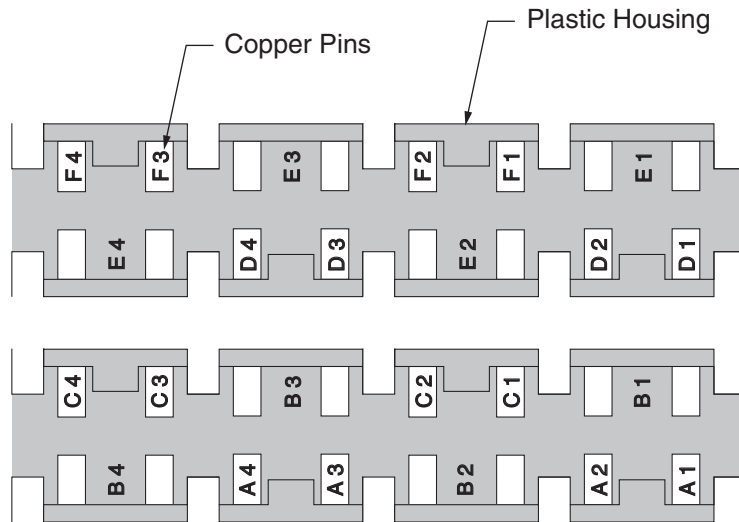 Plastic Housing
Copper Pins
F4 F3 E3 F2 F1 E1
E4 D4 D3 E2 D2 D1
C4 C3 B3 C2 C1 B1
B4 A4 A3 B2 A2 A1